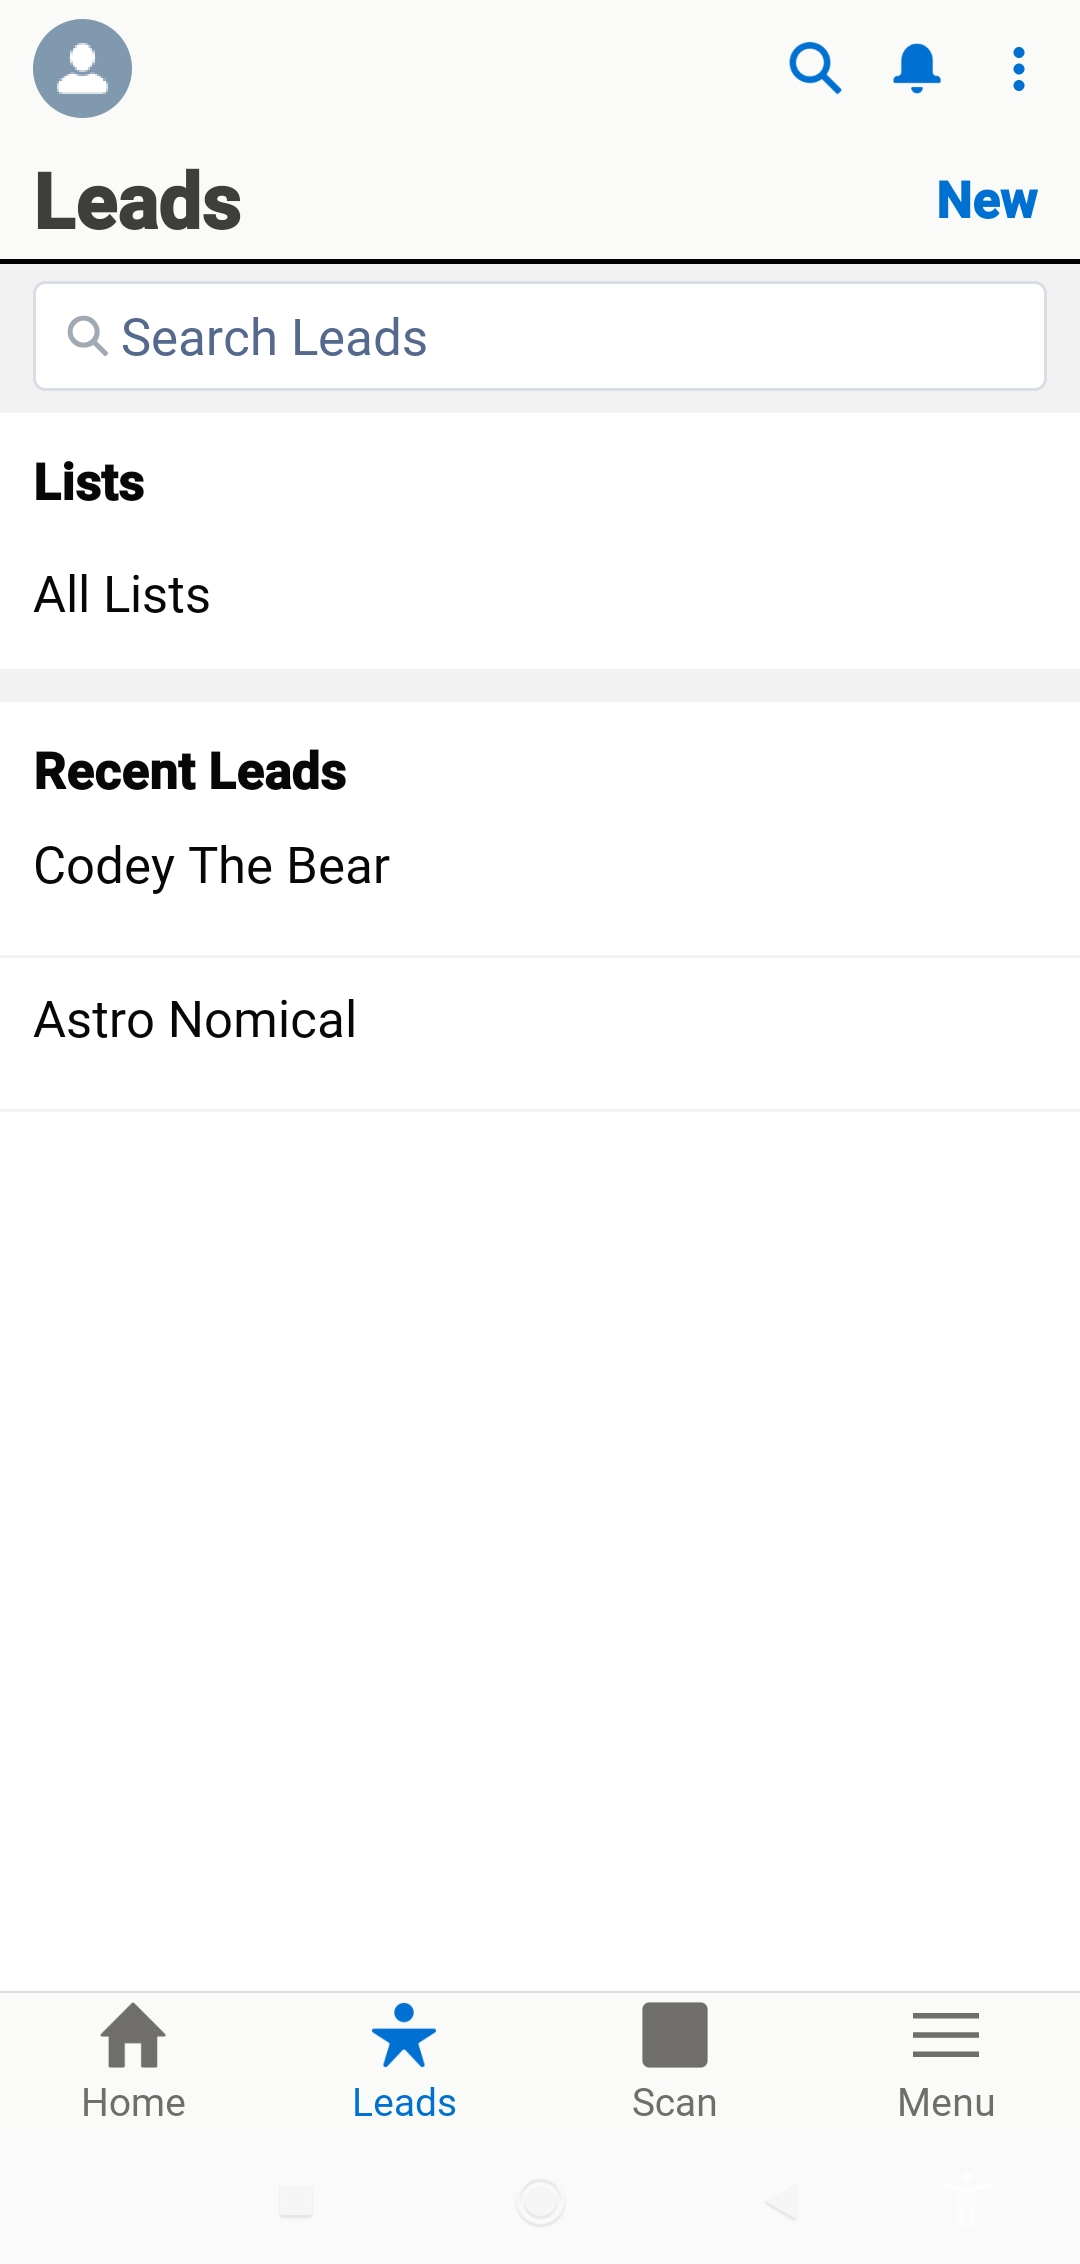 Leads
New
Search Leads
Lists
All Lists
Recent Leads
Codey The Bear
Astro Nomical
Home
Leads
Scan
Menu